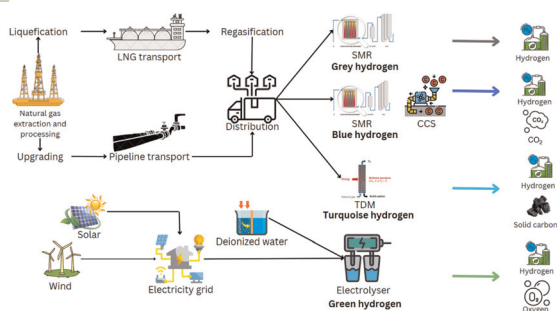 Liquefication
LNG transport
Regasification
SMR
Grey hydrogen
Hydrogen
Natural gas
extraction and
processing
Distribution
SMR
Blue hydrogen
CCS
Hydrogen
CO₂
CO₂
Upgrading
Pipeline transport
TDM
Turquoise hydrogen
Hydrogen
Solid carbon
Solar
Deionized water
Wind
Electricity grid
Electrolyser
Green hydrogen
Hydrogen
O₂
Oxygen